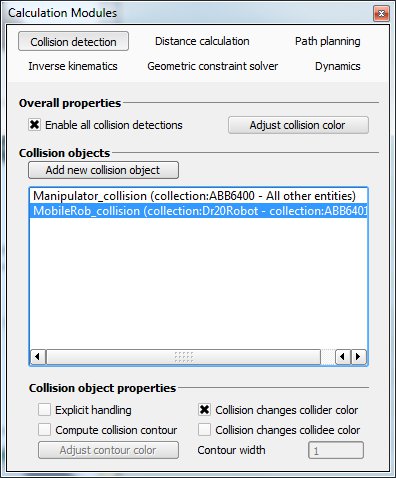 Calculation Modules
Collision detection Distance calculation Path planning
Inverse kinematics Geometric constraint solver Dynamics
Overall properties
Enable all collision detections Adjust collision color
Collision objects
Add new collision object
Manipulator_collision (collection:ABB6400 - All other entities)
MobileRob_collision (collection:Dr20Robot - collection:ABB6401
Collision object properties
Explicit handling Collision changes collider color
Compute collision contour Collision changes collidee color
Adjust contour color Contour width 1